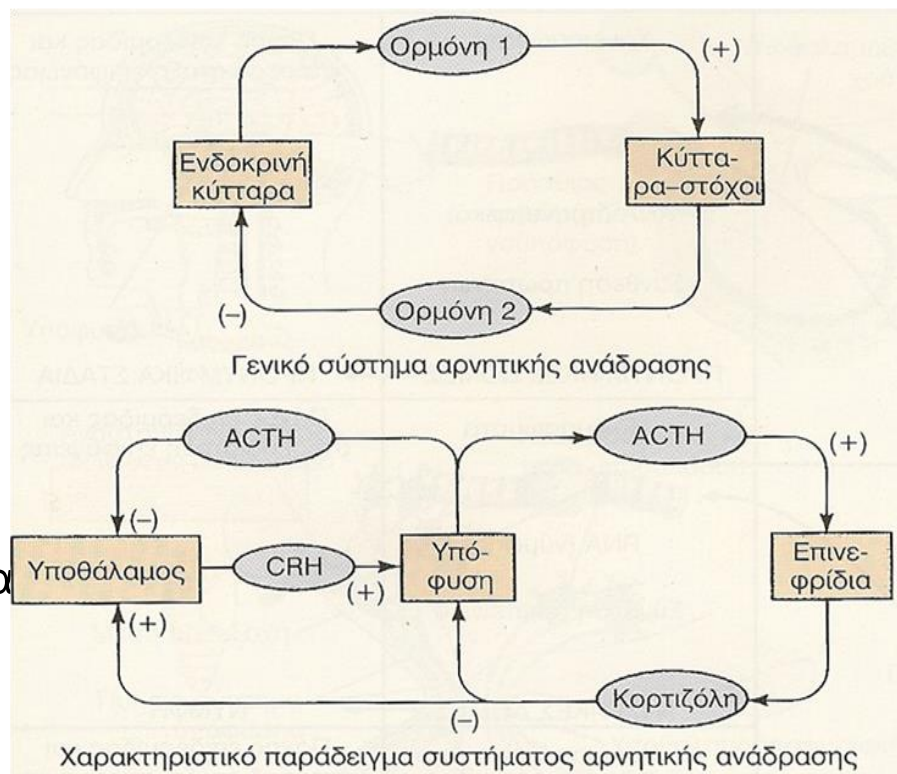 Ορμόνη 1
(+)
Ενδοκρινή
κύτταρα
Κύττα-
ρα–στόχοι
(-)
Ορμόνη 2
Γενικό σύστημα αρνητικής ανάδρασης
ACTH
ACTH
(+)
(-)
Υποθάλαμος
CRH
(+)
Υπό-
φυση
Επινε-
φρίδια
α
(+)
Κορτιζόλη
(-)
Χαρακτηριστικό παράδειγμα συστήματος αρνητικής ανάδρασης